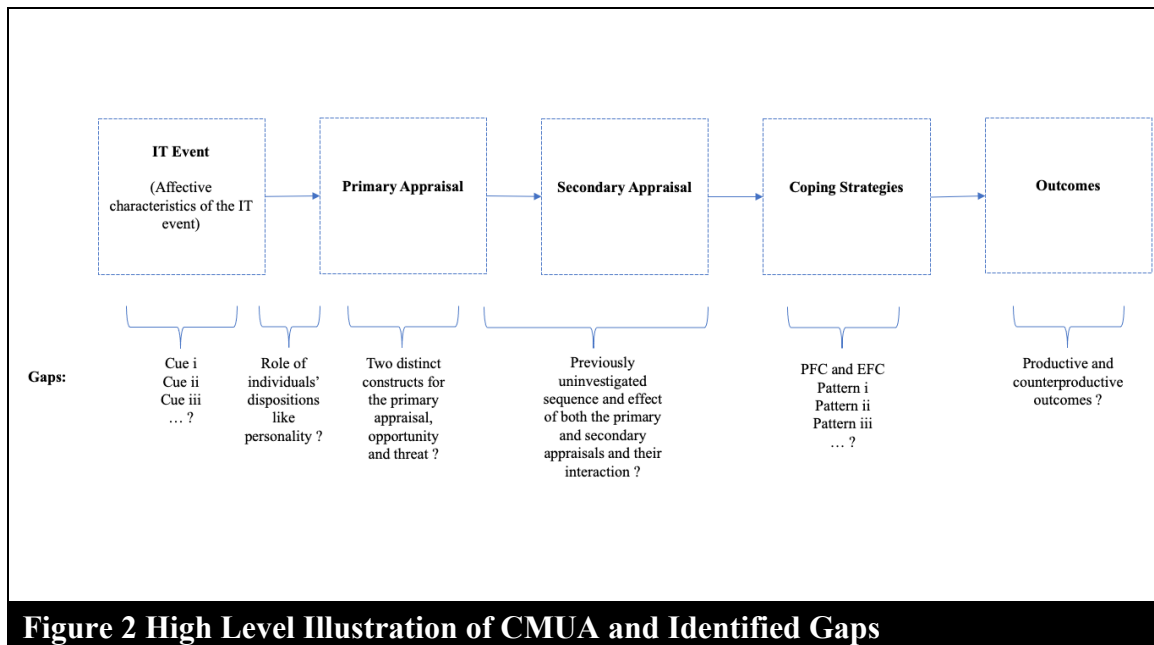 IT Event
(Affective
characteristics of the IT
event)
Primary Appraisal
Secondary Appraisal
Coping Strategies
Outcomes
Gaps:
Cue i
Cue ii
Cue iii
… ?
Role of
individuals’
dispositions
like
personality ?
Two distinct
constructs for
the primary
appraisal,
opportunity
and threat ?
Previously
uninvestigated
sequence and effect
of both the primary
and secondary
appraisals and their
interaction ?
PFC and EFC
Pattern i
Pattern ii
Pattern iii
… ?
Productive and
counterproductive
outcomes ?
Figure 2 High Level Illustration of CMUA and Identified Gaps